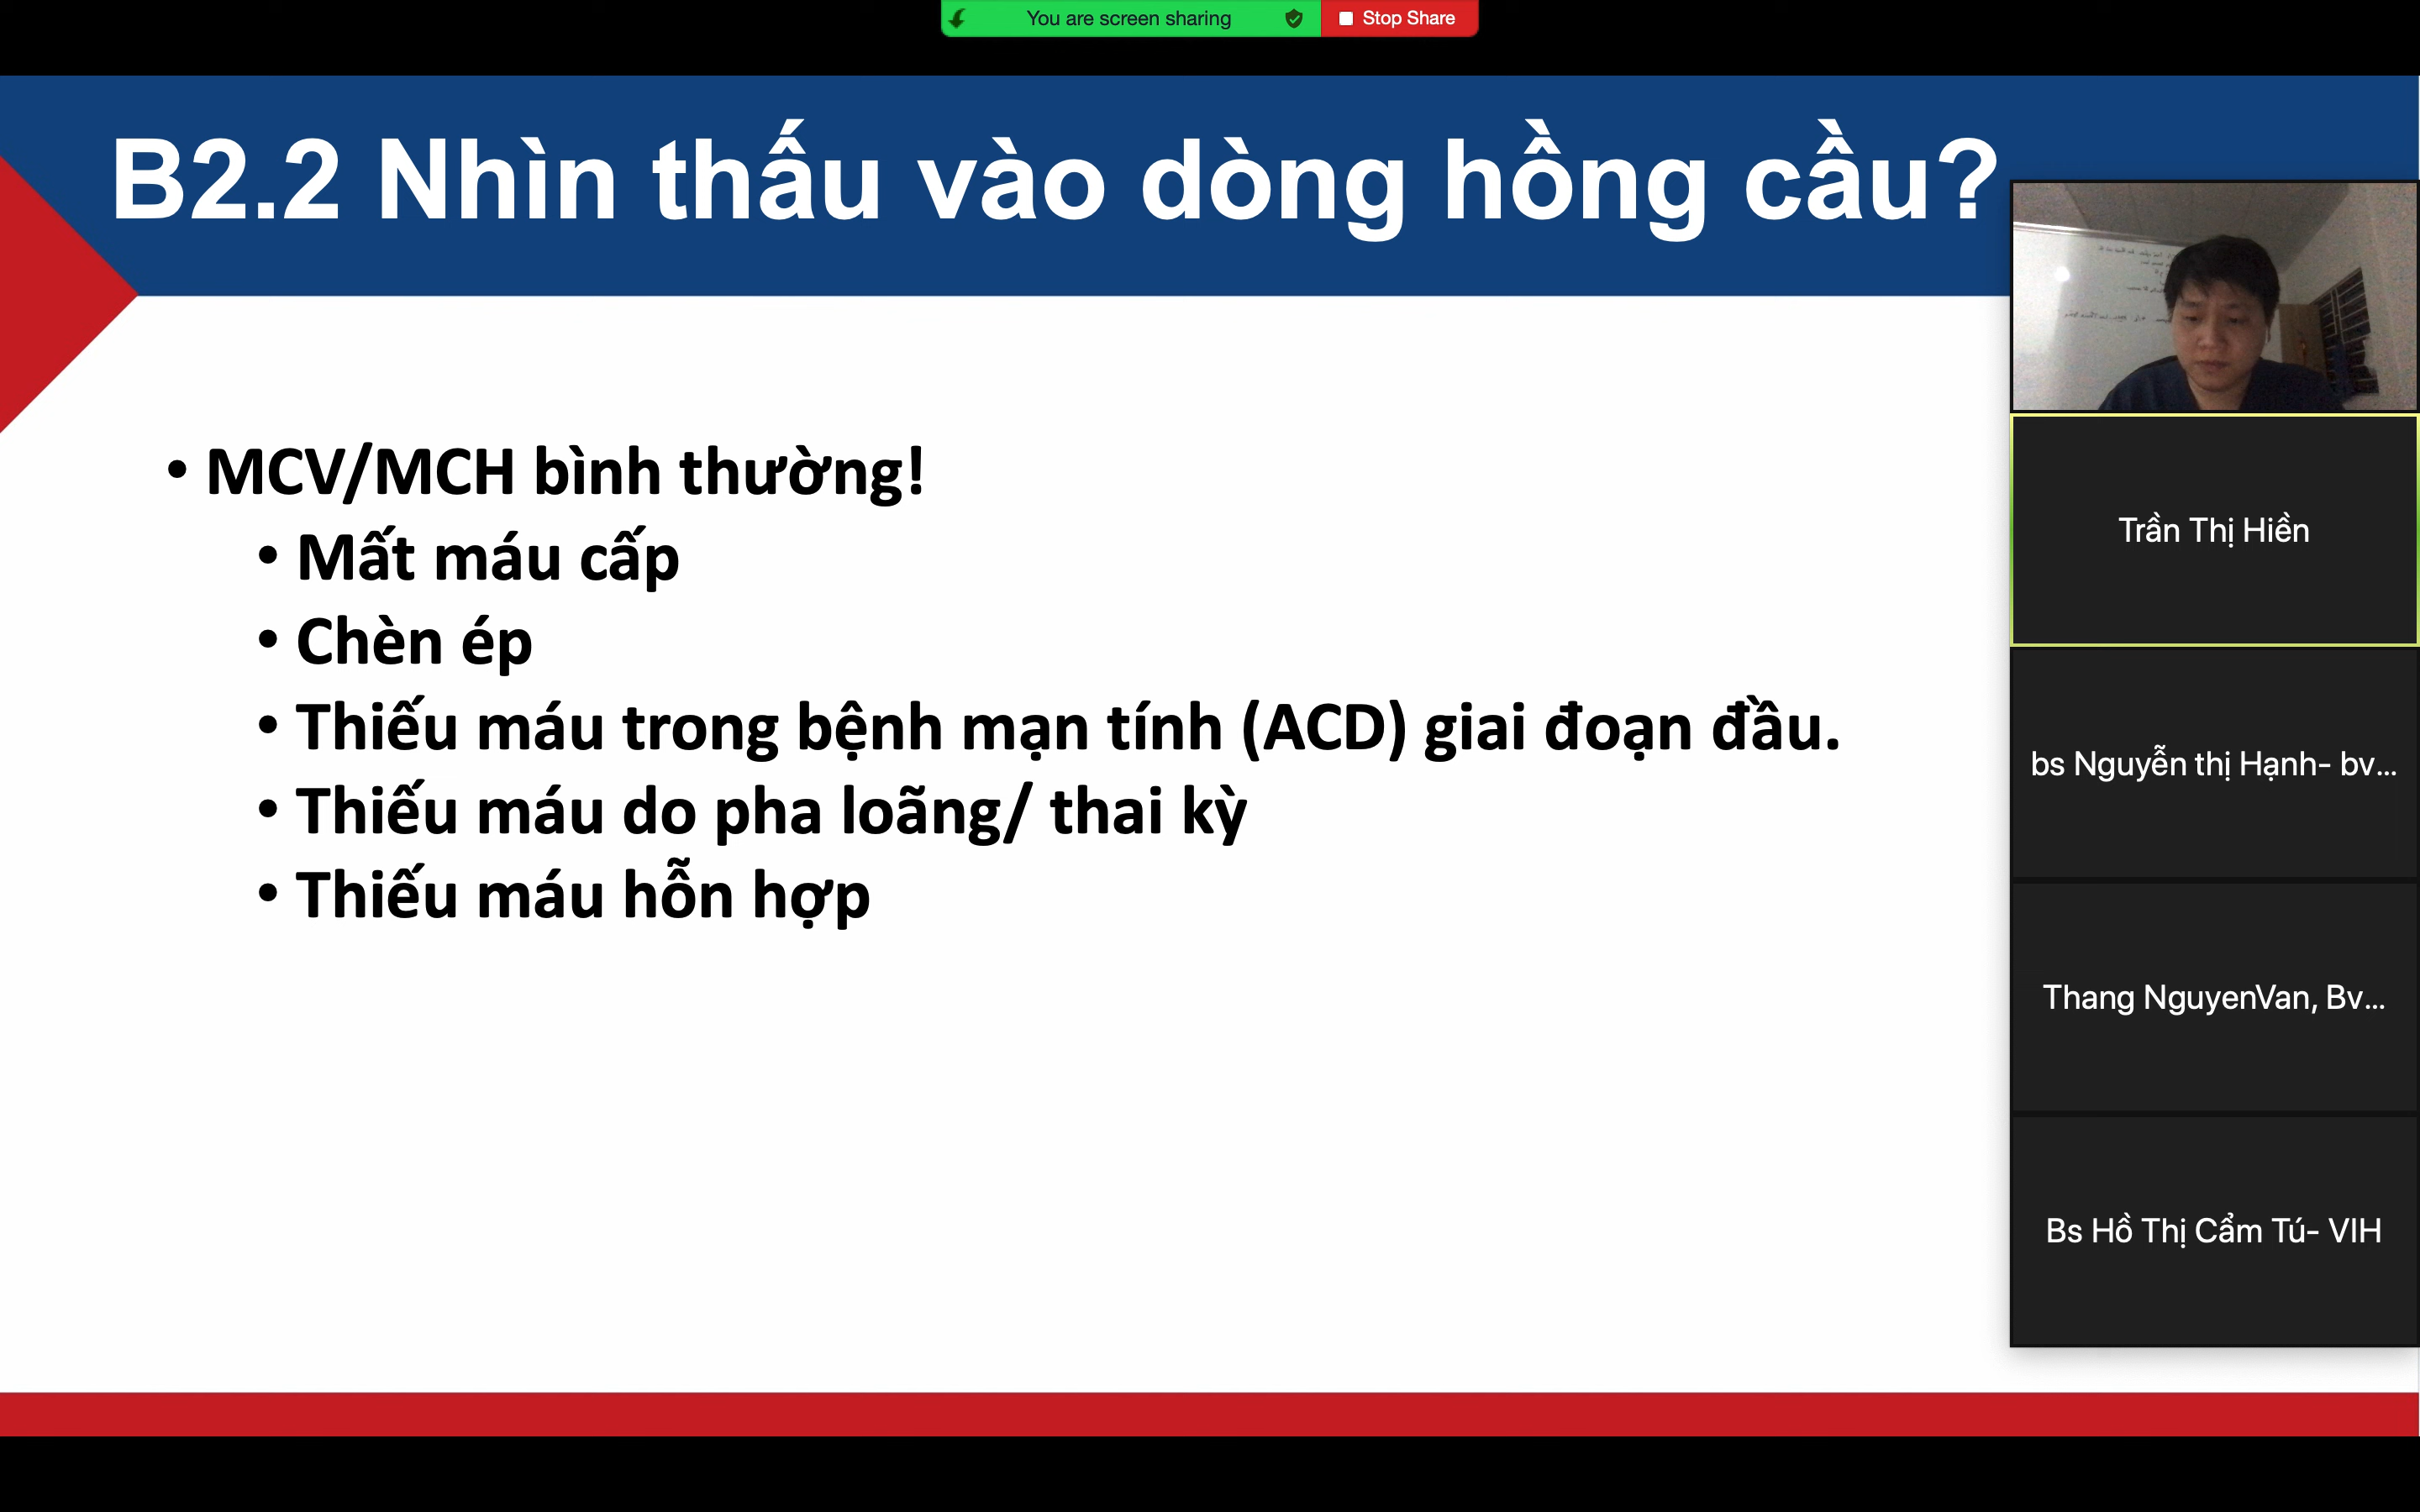 You are screen sharing
Stop Share
B2.2 Nhìn thấu vào dòng hồng cầu?
• MCV/MCH bình thường!
• Mất máu cấp
• Chèn ép
• Thiếu máu trong bệnh mạn tính (ACD) giai đoạn đầu.
• Thiếu máu do pha loãng/ thai kỳ
• Thiếu máu hỗn hợp
Trần Thị Hiền
bs Nguyễn thị Hạnh- bv...
Thang NguyenVan, Bv...
Bs Hồ Thị Cẩm Tú- VIH